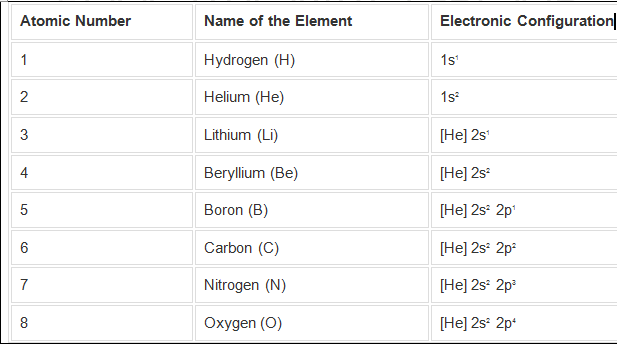 Atomic Number Name of the Element Electronic Configuration
1 Hydrogen (H) 1s¹
2 Helium (He) 1s²
3 Lithium (Li) [He] 2s¹
4 Beryllium (Be) [He] 2s²
5 Boron (B) [He] 2s² 2p¹
6 Carbon (C) [He] 2s² 2p²
7 Nitrogen (N) [He] 2s² 2p³
8 Oxygen (O) [He] 2s² 2p⁴